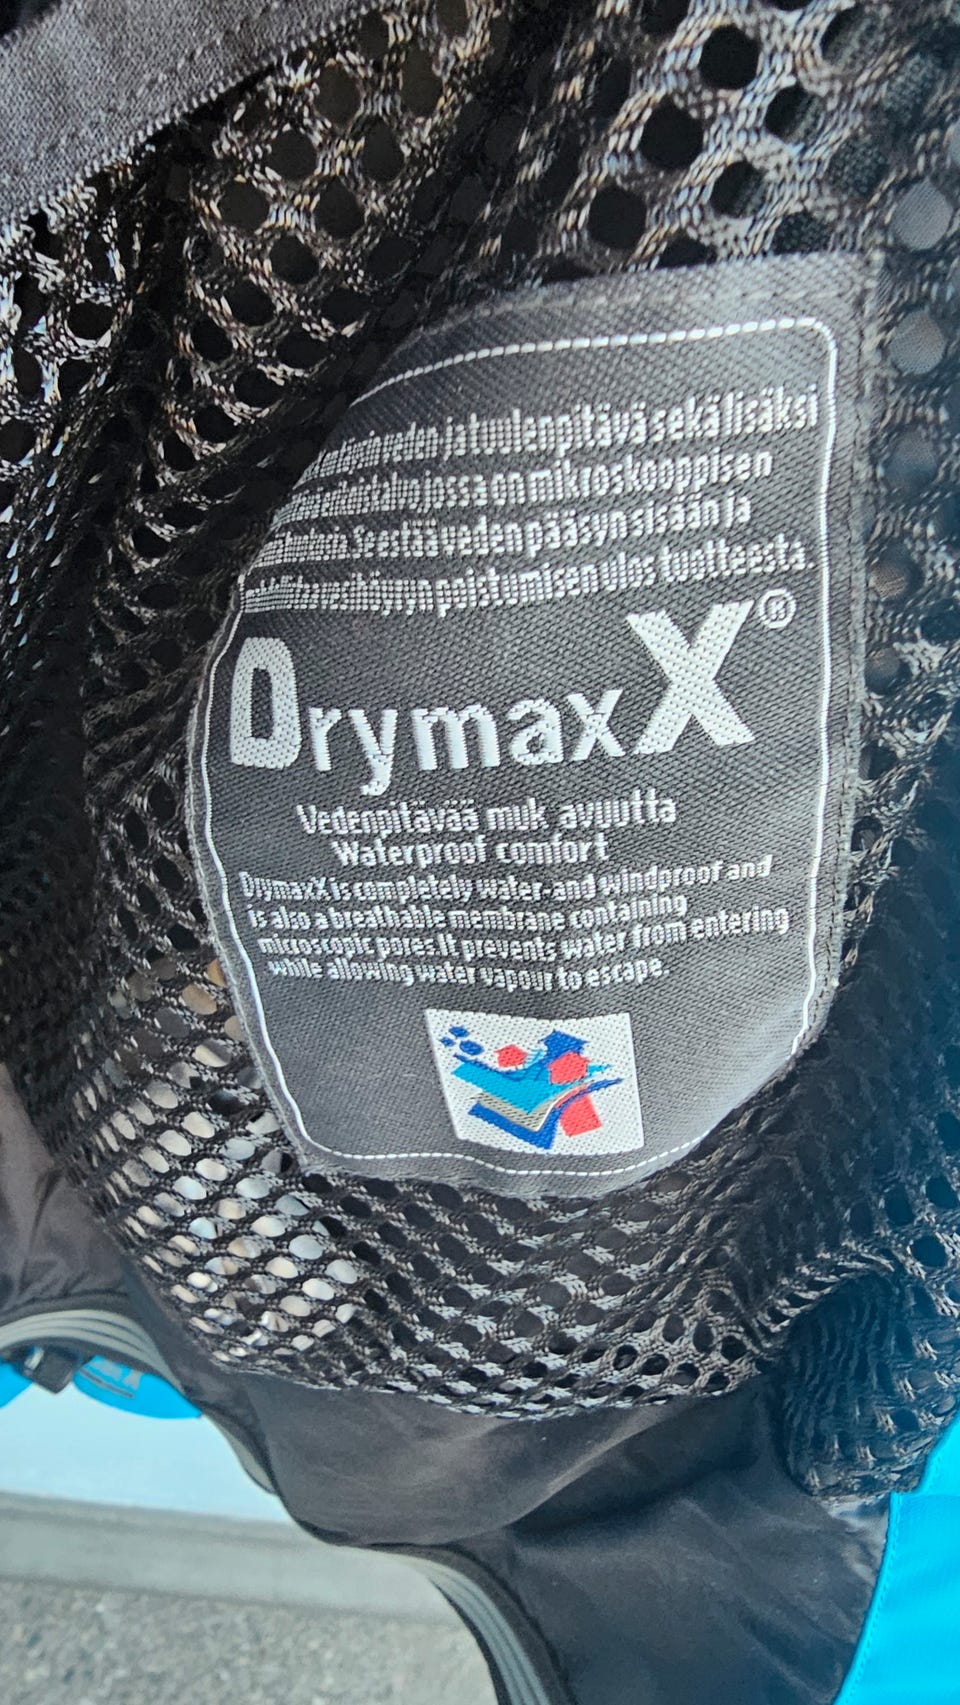 ja tuulenpitävä sekä lisäksi
jossa on mikroskooppisen
Se estää veden pääsyn sisään ja
vesihöyryn poistumisen ulos tuotteesta.
DrymaxX®
Vedenpitävää mukavuutta
Waterproof comfort
DrymaxX is completely water-and windproof and
is also a breathable membrane containing
microscopic pores.It prevents water from entering
while allowing water vapour to escape.